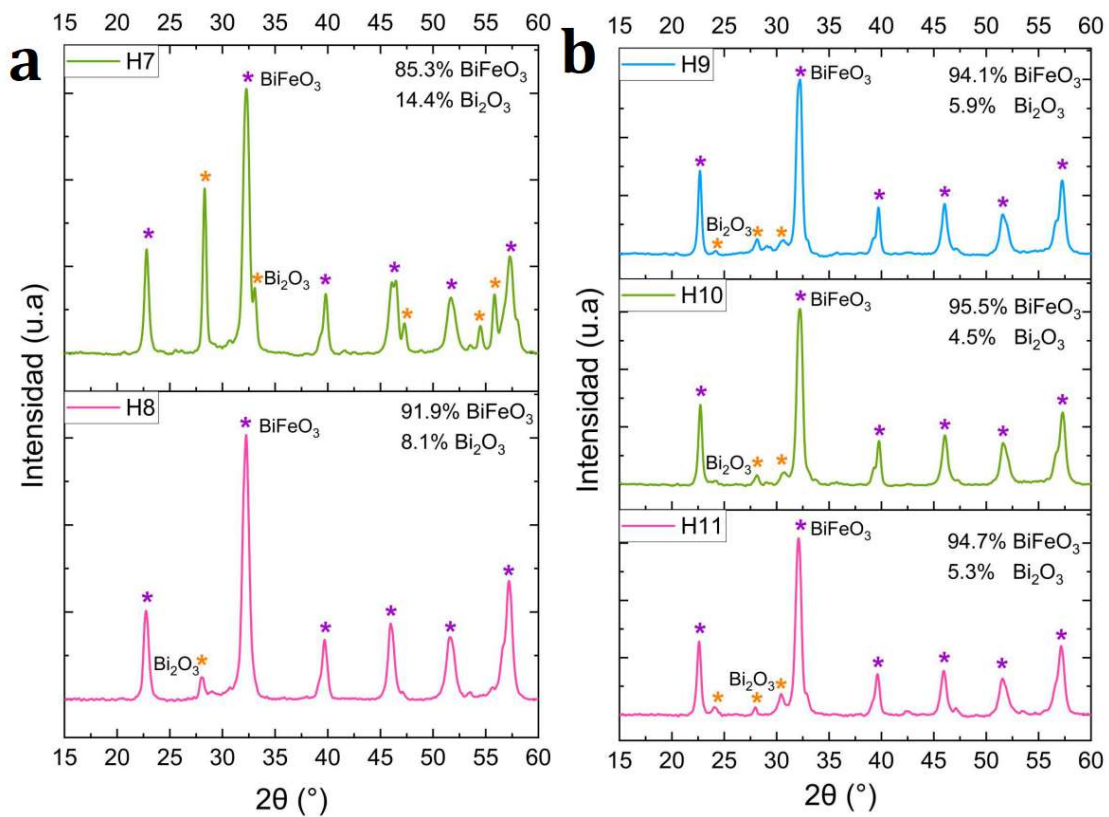 a
15 20 25 30 35 40 45 50 55 60
H7
85.3% BiFeO₃
14.4% Bi₂O₃
* BiFeO₃
*
*
* Bi₂O₃
*
*
*
*
*
*
H8
91.9% BiFeO₃
8.1% Bi₂O₃
* BiFeO₃
*
Bi₂O₃ *
*
*
*
*
Intensidad (u.a)
15 20 25 30 35 40 45 50 55 60
2θ (°)
b
15 20 25 30 35 40 45 50 55 60
H9
94.1% BiFeO₃
5.9% Bi₂O₃
* BiFeO₃
*
Bi₂O₃
* * *
*
*
*
*
H10
95.5% BiFeO₃
4.5% Bi₂O₃
* BiFeO₃
*
Bi₂O₃ * *
*
*
*
*
H11
94.7% BiFeO₃
5.3% Bi₂O₃
* BiFeO₃
*
Bi₂O₃
* * *
*
*
*
*
Intensidad (u.a)
15 20 25 30 35 40 45 50 55 60
2θ (°)